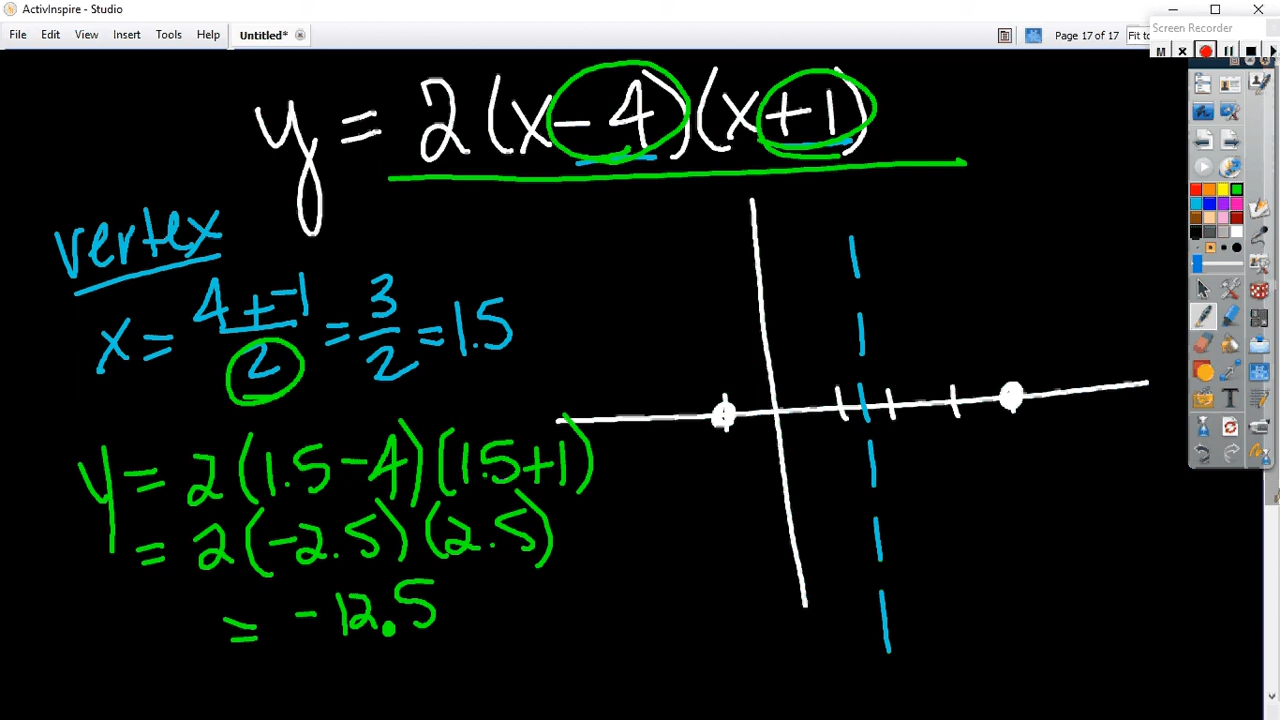 ActivInspire - Studio
Screen Recorder
File Edit View Insert Tools Help Untitled* Page 17 of 17 Fit to
y = 2(x-4)(x+1)
vertex
x = 4+-1/2 = 3/2 = 1.5
y = 2(1.5-4)(1.5+1)
= 2(-2.5)(2.5)
= -12.5